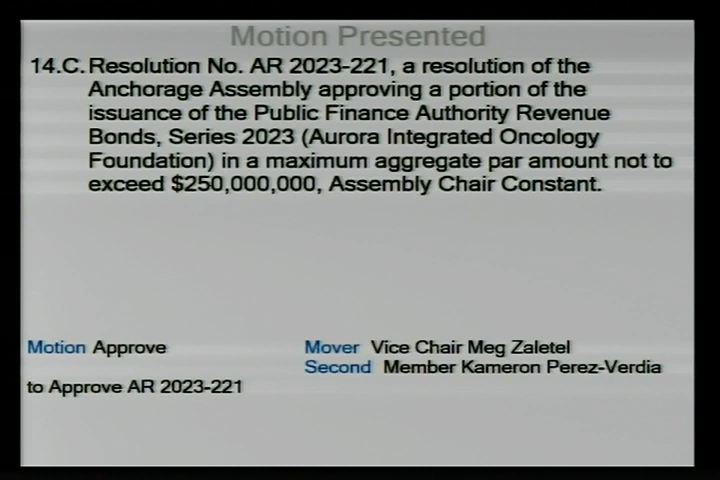 Motion Presented
14.C. Resolution No. AR 2023-221, a resolution of the
Anchorage Assembly approving a portion of the
issuance of the Public Finance Authority Revenue
Bonds, Series 2023 (Aurora Integrated Oncology
Foundation) in a maximum aggregate par amount not to
exceed $250,000,000, Assembly Chair Constant.
Motion Approve Mover Vice Chair Meg Zaletel
Second Member Kameron Perez-Verdia
to Approve AR 2023-221